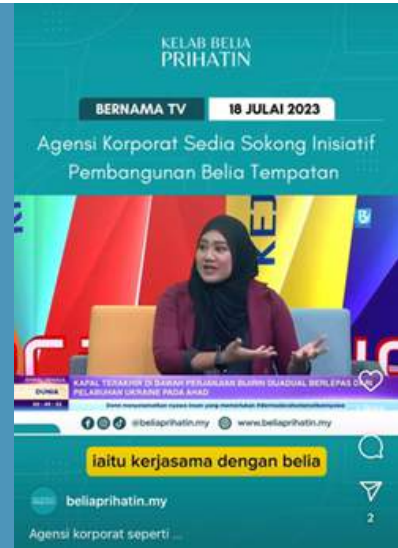 KELAB BELIA
PRIHATIN
BERNAMA TV
18 JULAI 2023
Agensi Korporat Sedia Sokong Inisiatif
Pembangunan Belia Tempatan
DUNIA
KAPAL TERAKHIR DI BAWAH PERJANJIAN BIJIRIN DIJADUAL BERLEPAS DARI
PELABUHAN UKRAINE PADA AHAD
@beliaprihatin.my
www.beliaprihatin.my
iaitu kerjasama dengan belia
beliaprihatin.my
2
Agensi korporat seperti ...